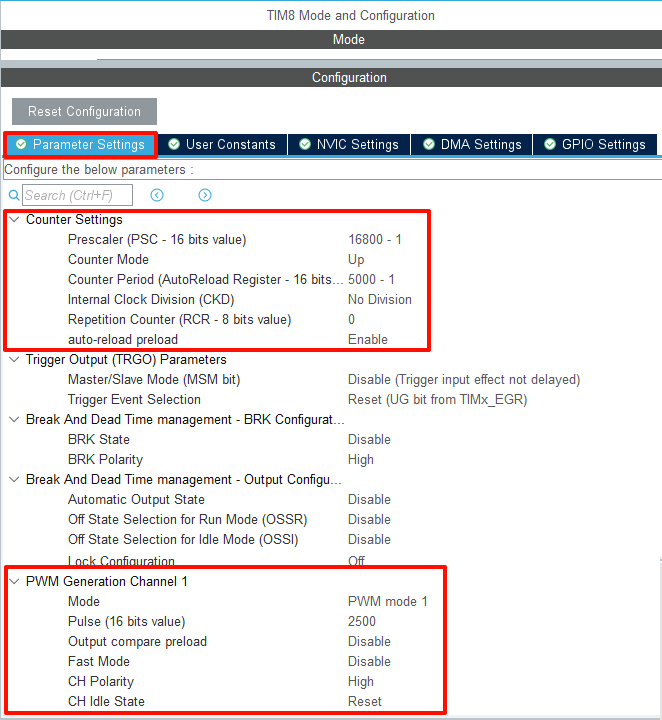 TIM8 Mode and Configuration
Mode
Configuration
Reset Configuration
Parameter Settings User Constants NVIC Settings DMA Settings GPIO Settings
Configure the below parameters :
Search (Ctrl+F)
Counter Settings
Prescaler (PSC - 16 bits value) 16800 - 1
Counter Mode Up
Counter Period (AutoReload Register - 16 bits... 5000 - 1
Internal Clock Division (CKD) No Division
Repetition Counter (RCR - 8 bits value) 0
auto-reload preload Enable
Trigger Output (TRGO) Parameters
Master/Slave Mode (MSM bit) Disable (Trigger input effect not delayed)
Trigger Event Selection Reset (UG bit from TIMx_EGR)
Break And Dead Time management - BRK Configurat...
BRK State Disable
BRK Polarity High
Break And Dead Time management - Output Configu...
Automatic Output State Disable
Off State Selection for Run Mode (OSSR) Disable
Off State Selection for Idle Mode (OSSI) Disable
Lock Configuration Off
PWM Generation Channel 1
Mode PWM mode 1
Pulse (16 bits value) 2500
Output compare preload Disable
Fast Mode Disable
CH Polarity High
CH Idle State Reset